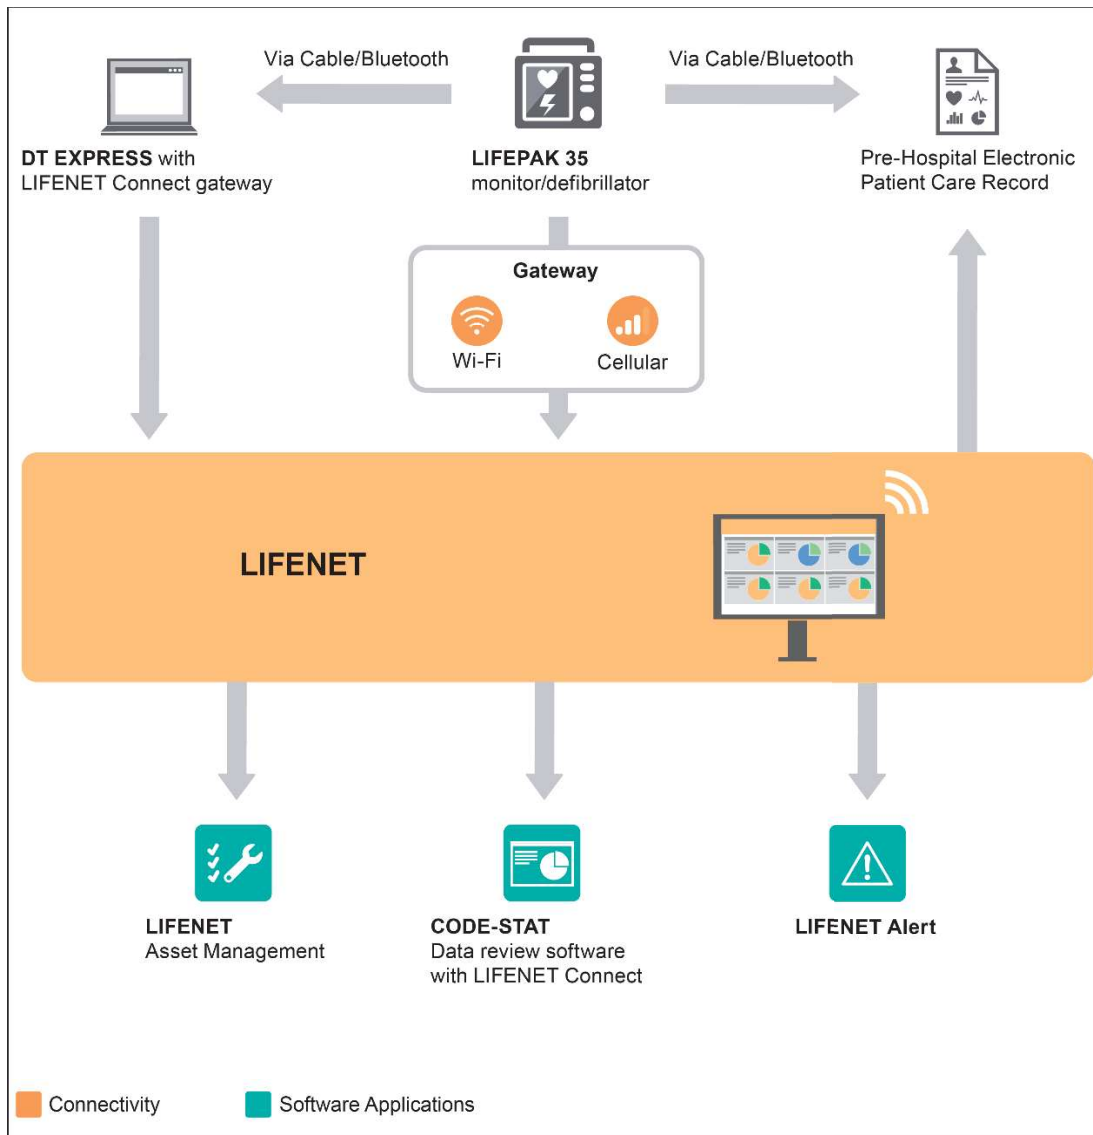 Via Cable/Bluetooth
Via Cable/Bluetooth
DT EXPRESS with
LIFENET Connect gateway
LIFEPAK 35
monitor/defibrillator
Pre-Hospital Electronic
Patient Care Record
Gateway
Wi-Fi
Cellular
LIFENET
LIFENET
Asset Management
CODE-STAT
Data review software
with LIFENET Connect
LIFENET Alert
Connectivity
Software Applications